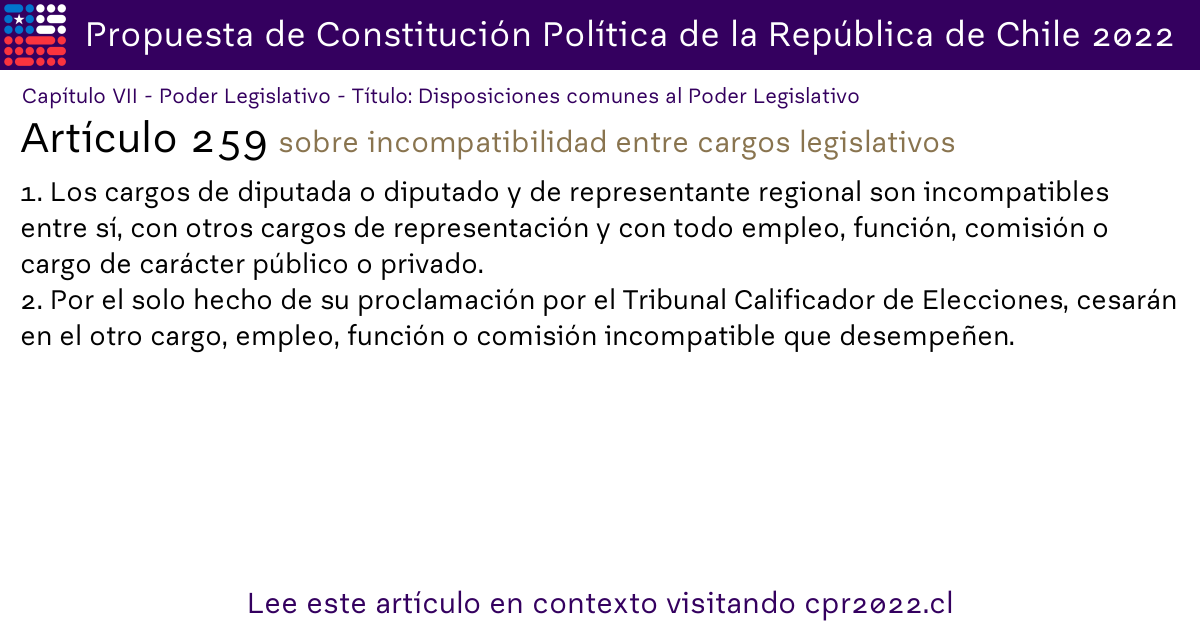 Propuesta de Constitución Política de la República de Chile 2022
Capítulo VII - Poder Legislativo - Título: Disposiciones comunes al Poder Legislativo
Artículo 259 sobre incompatibilidad entre cargos legislativos
1. Los cargos de diputada o diputado y de representante regional son incompatibles
entre sí, con otros cargos de representación y con todo empleo, función, comisión o
cargo de carácter público o privado.
2. Por el solo hecho de su proclamación por el Tribunal Calificador de Elecciones, cesarán
en el otro cargo, empleo, función o comisión incompatible que desempeñen.
Lee este artículo en contexto visitando cpr2022.cl